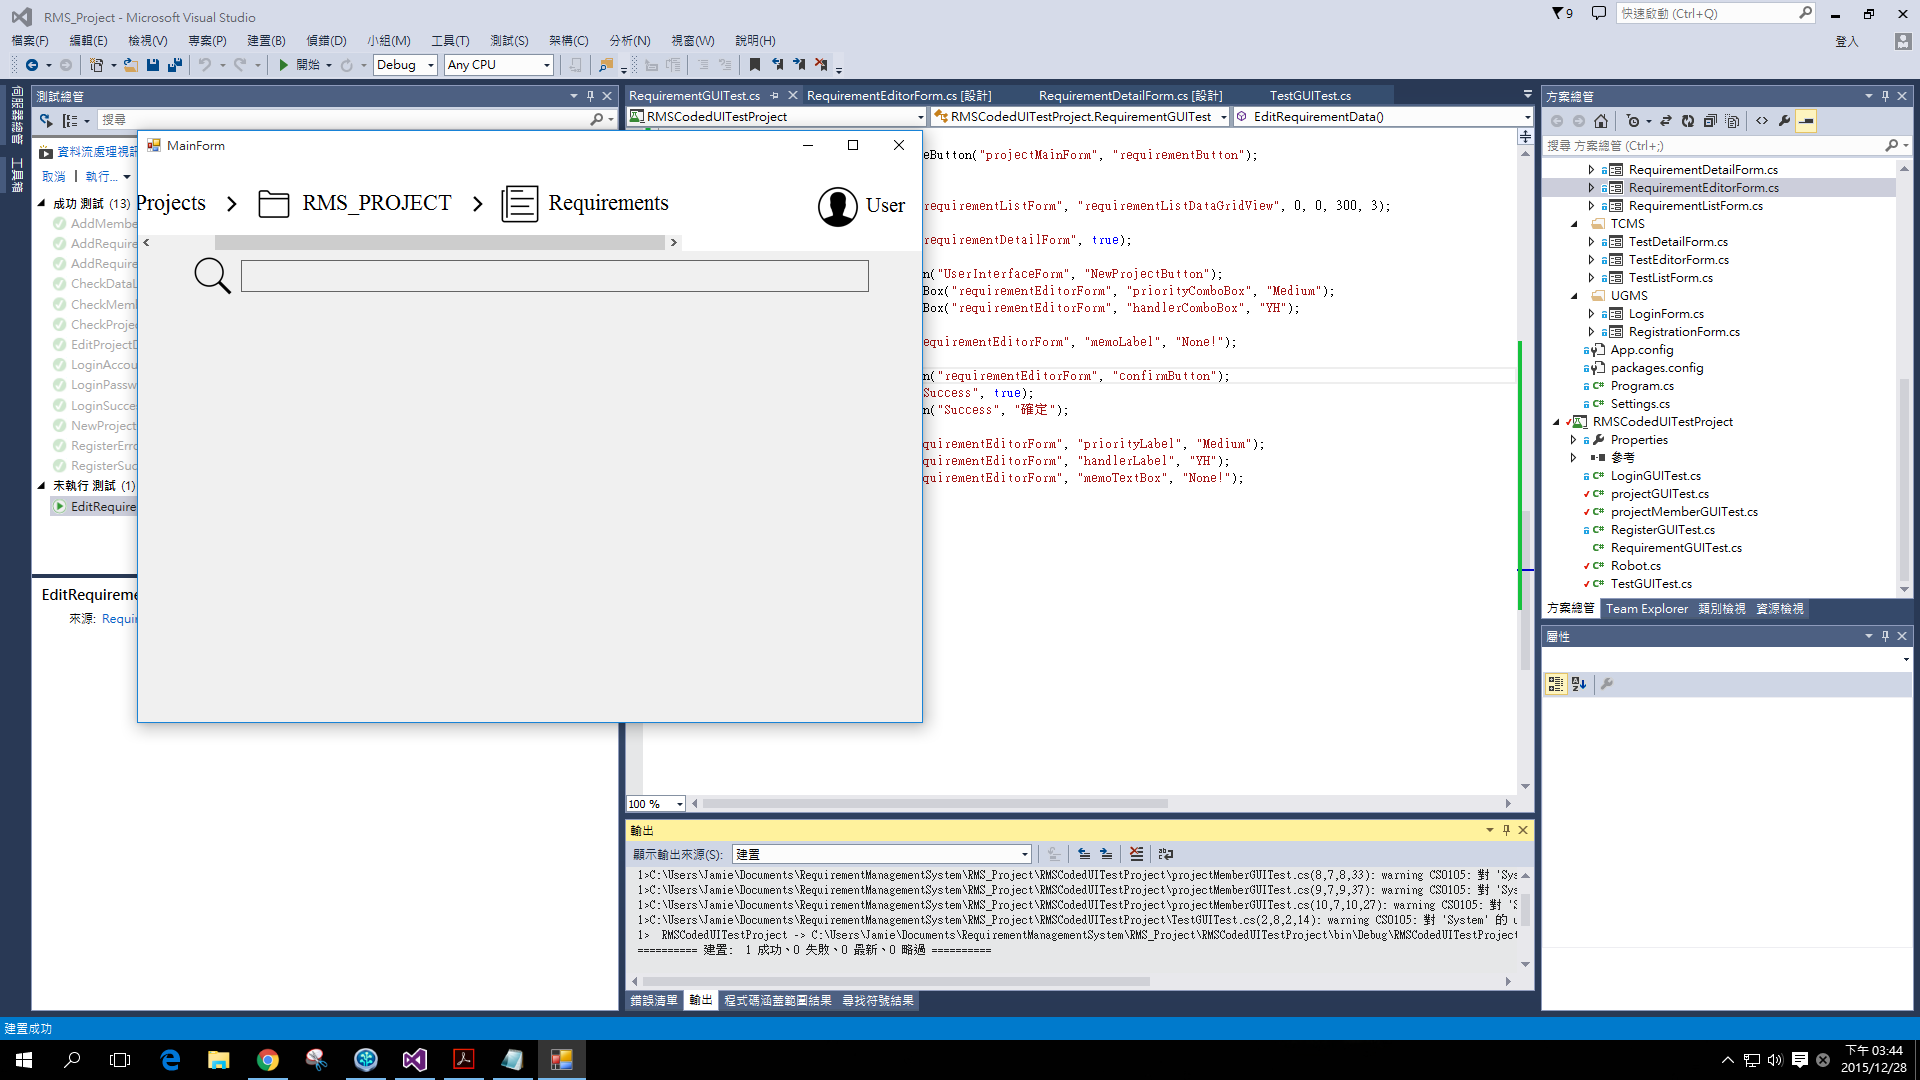 RMS_Project - Microsoft Visual Studio
9
快速啟動 (Ctrl+Q)
檔案(F) 編輯(E) 檢視(V) 專案(P) 建置(B) 偵錯(D) 小組(M) 工具(T) 測試(S) 架構(C) 分析(N) 視窗(W) 說明(H)
登入
開始
Debug
Any CPU
伺服器總管
工具箱
測試總管
搜尋
資料流處理視訊
取消 | 執行...
成功 測試 (13)
AddMembe
AddRequire
AddRequire
CheckDataL
CheckMemb
CheckProjec
EditProjectD
LoginAccou
LoginPassw
LoginSucces
NewProject
RegisterErro
RegisterSuc
未執行 測試 (1)
EditRequire
EditRequireme
來源: Requir
MainForm
Projects
RMS_PROJECT
Requirements
User
RequirementGUITest.cs
RequirementEditorForm.cs [設計]
RequirementDetailForm.cs [設計]
TestGUITest.cs
RMSCodedUITestProject
RMSCodedUITestProject.RequirementGUITest
EditRequirementData()
eButton("projectMainForm", "requirementButton");
requirementListForm", "requirementListDataGridView", 0, 0, 300, 3);
requirementDetailForm", true);
n("UserInterfaceForm", "NewProjectButton");
Box("requirementEditorForm", "priorityComboBox", "Medium");
Box("requirementEditorForm", "handlerComboBox", "YH");
quirementEditorForm", "memoLabel", "None!");
n("requirementEditorForm", "confirmButton");
Success", true);
n("Success", "確定");
quirementEditorForm", "priorityLabel", "Medium");
quirementEditorForm", "handlerLabel", "YH");
quirementEditorForm", "memoTextBox", "None!");
100 %
輸出
顯示輸出來源(S): 建置
1>C:\Users\Jamie\Documents\RequirementManagementSystem\RMS_Project\RMSCodedUITestProject\projectMemberGUITest.cs(8,7,8,33): warning CS0105: 對 'Sys
1>C:\Users\Jamie\Documents\RequirementManagementSystem\RMS_Project\RMSCodedUITestProject\projectMemberGUITest.cs(9,7,9,37): warning CS0105: 對 'Sys
1>C:\Users\Jamie\Documents\RequirementManagementSystem\RMS_Project\RMSCodedUITestProject\projectMemberGUITest.cs(10,7,10,27): warning CS0105: 對 'S
1>C:\Users\Jamie\Documents\RequirementManagementSystem\RMS_Project\RMSCodedUITestProject\TestGUITest.cs(2,8,2,14): warning CS0105: 對 'System' 的 u
1>  RMSCodedUITestProject -> C:\Users\Jamie\Documents\RequirementManagementSystem\RMS_Project\RMSCodedUITestProject\bin\Debug\RMSCodedUITestProject
========== 建置: 1 成功、0 失敗、0 最新、0 略過 ==========
錯誤清單 輸出 程式碼涵蓋範圍結果 尋找符號結果
方案總管
搜尋 方案總管 (Ctrl+;)
RequirementDetailForm.cs
RequirementEditorForm.cs
RequirementListForm.cs
TCMS
TestDetailForm.cs
TestEditorForm.cs
TestListForm.cs
UGMS
LoginForm.cs
RegistrationForm.cs
App.config
packages.config
Program.cs
Settings.cs
RMSCodedUITestProject
Properties
參考
LoginGUITest.cs
projectGUITest.cs
projectMemberGUITest.cs
RegisterGUITest.cs
RequirementGUITest.cs
Robot.cs
TestGUITest.cs
方案總管 Team Explorer 類別檢視 資源檢視
屬性
建置成功
下午 03:44
2015/12/28